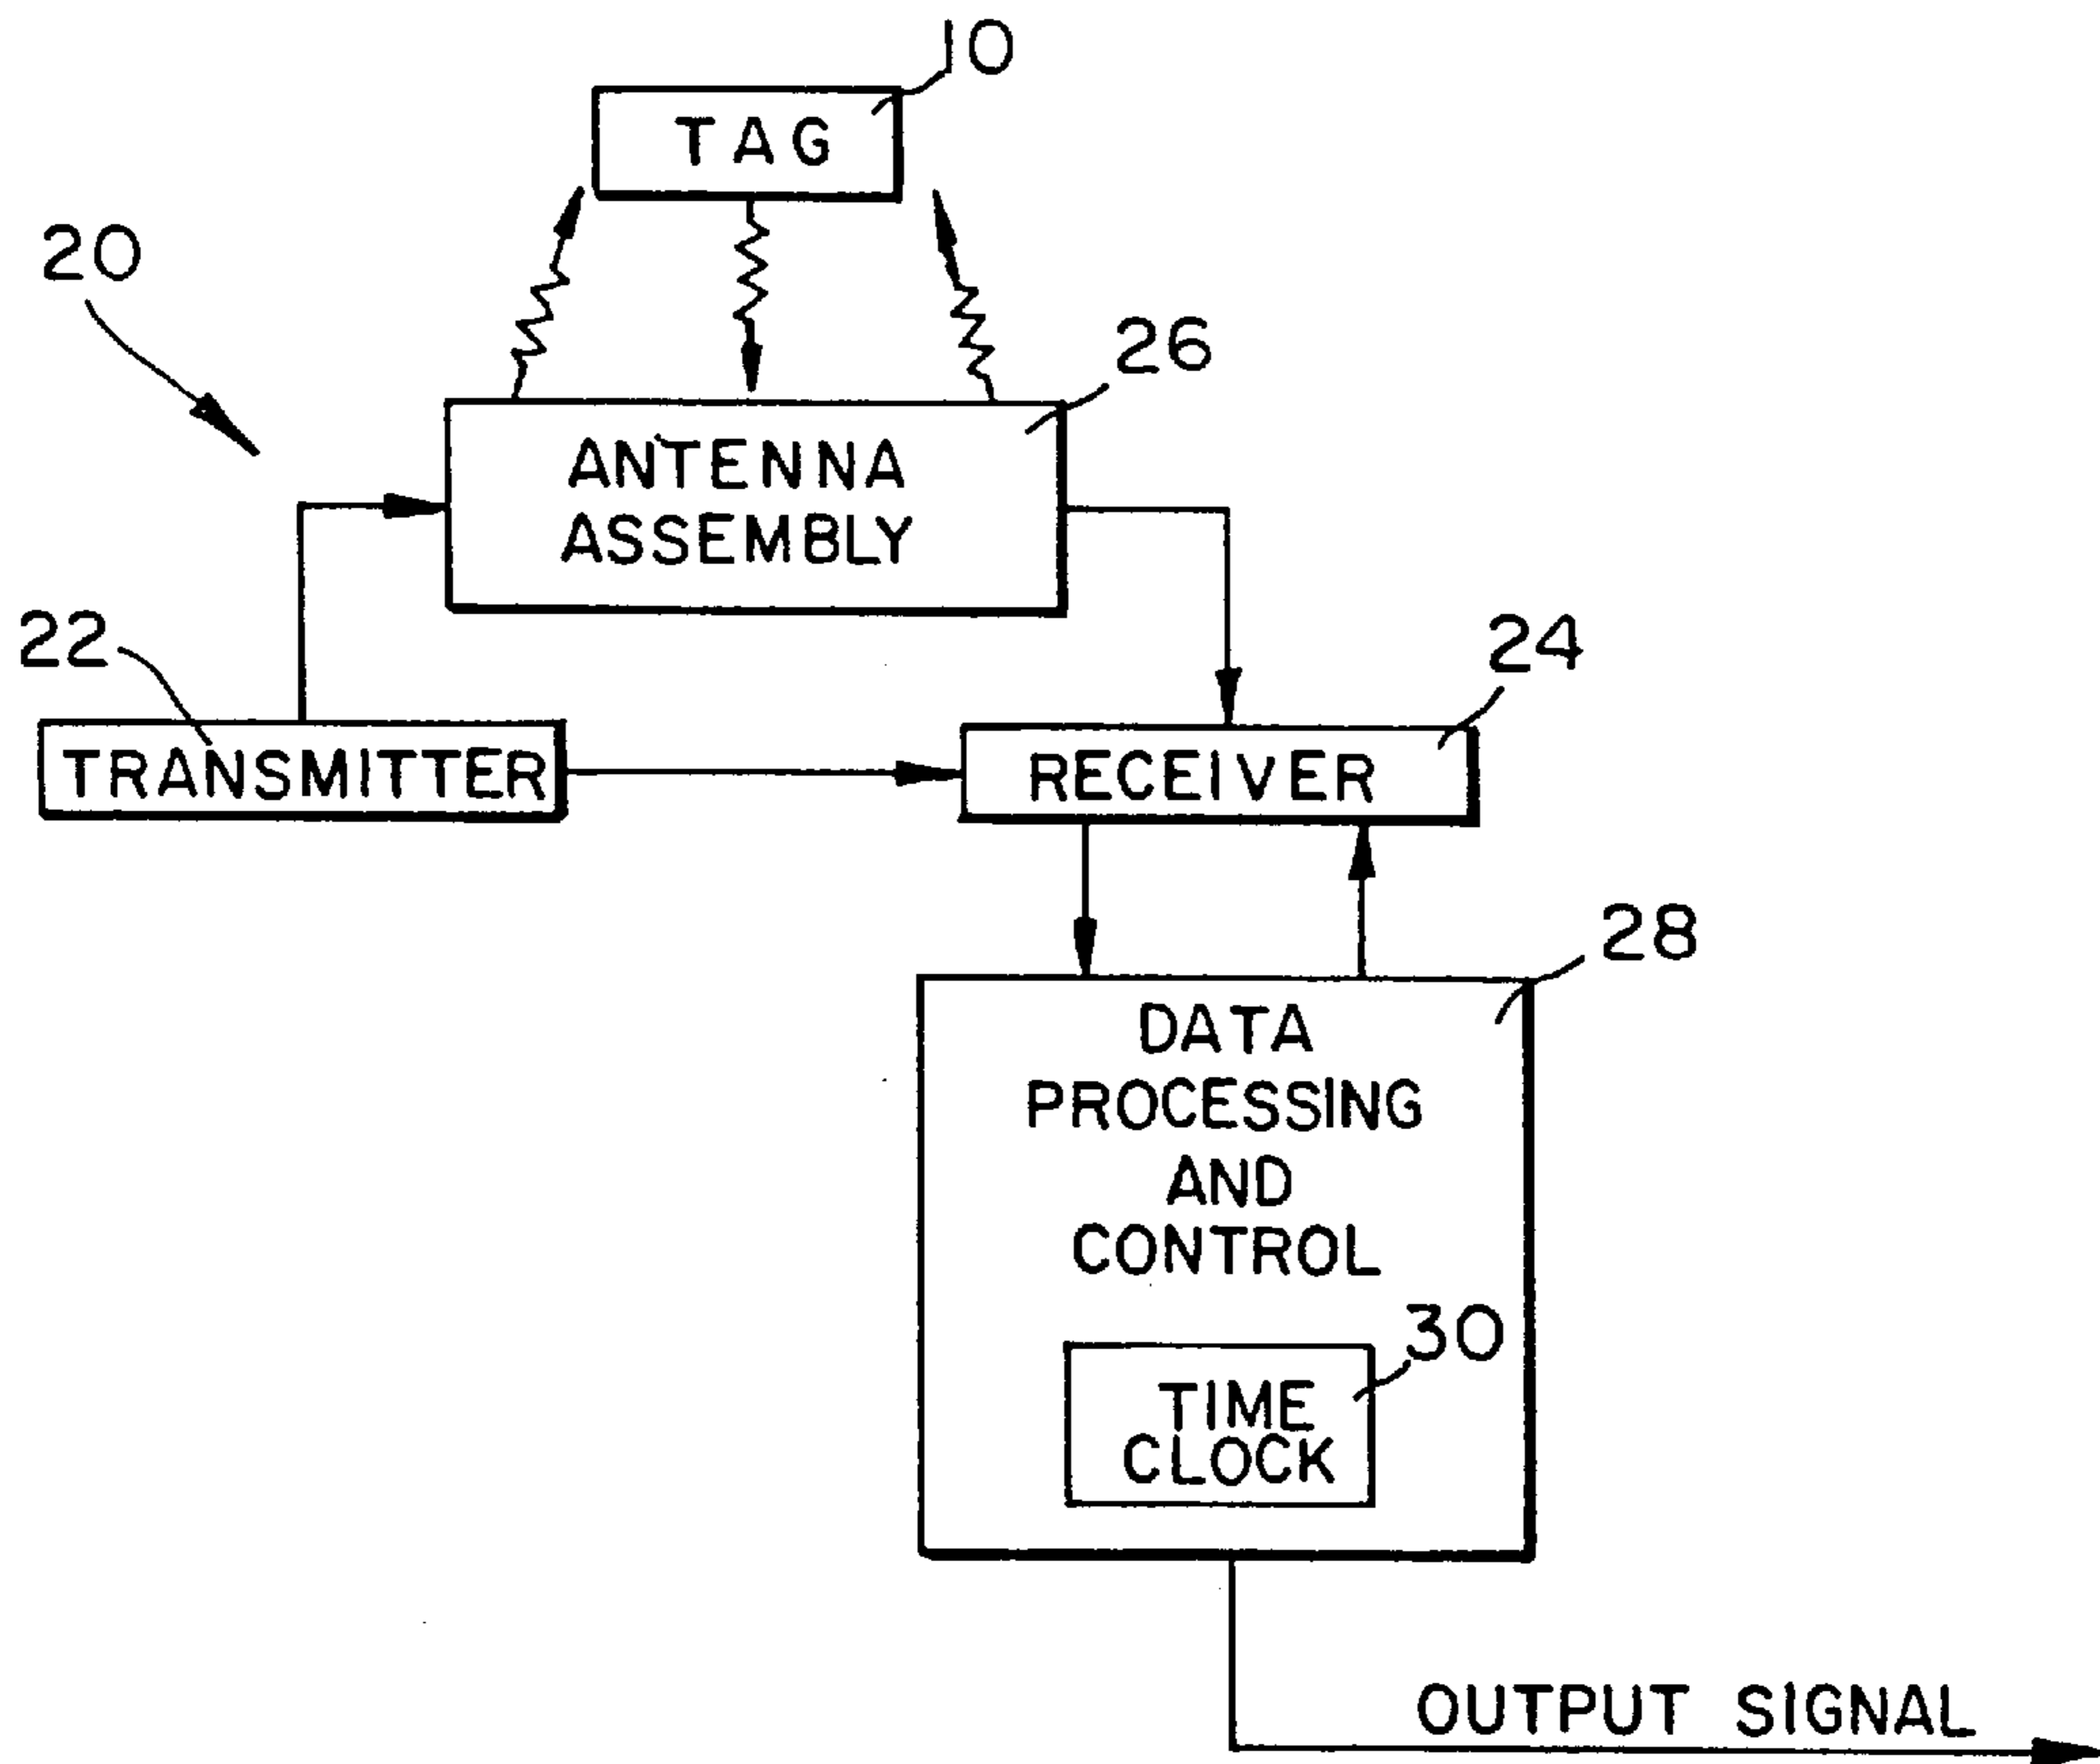 10
TAG
20
26
ANTENNA
ASSEMBLY
22
24
TRANSMITTER
RECEIVER
28
DATA
PROCESSING
AND
CONTROL
30
TIME
CLOCK
OUTPUT SIGNAL